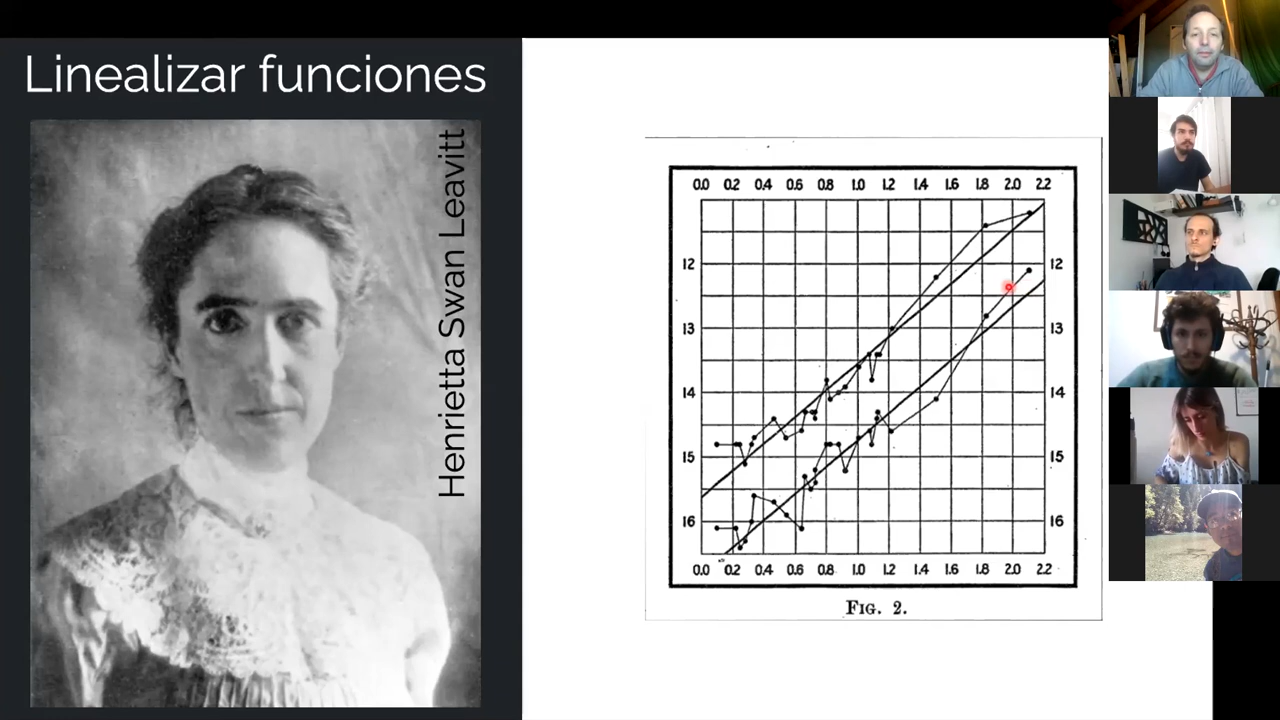 Linealizar funciones
Henrietta Swan Leavitt
0.0 0.2 0.4 0.6 0.8 1.0 1.2 1.4 1.6 1.8 2.0 2.2
12 12
13 13
14 14
15 15
16 16
0.0 0.2 0.4 0.6 0.8 1.0 1.2 1.4 1.6 1.8 2.0 2.2
FIG. 2.